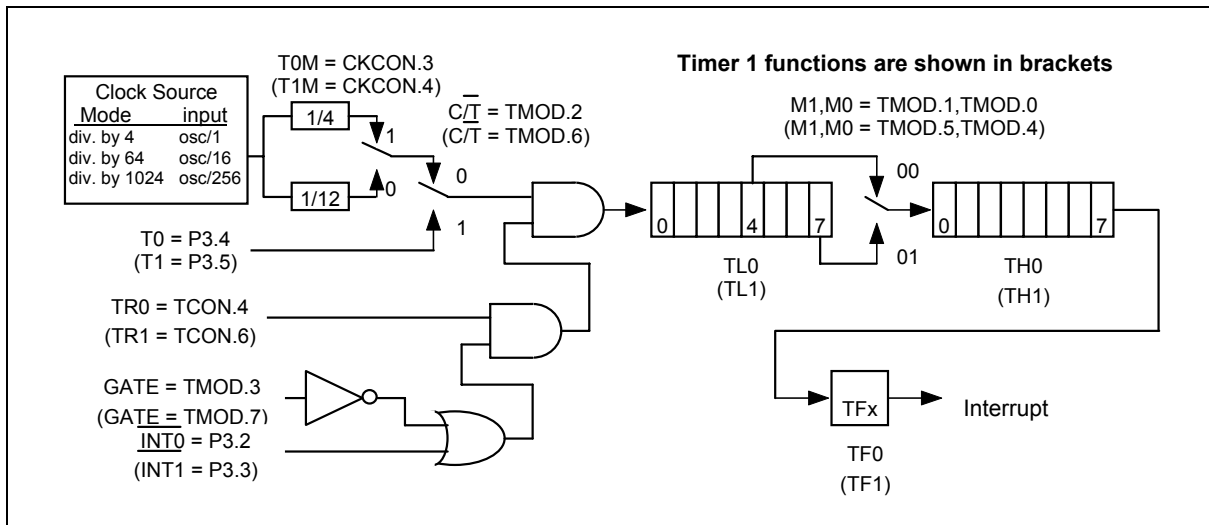 T0M = CKCON.3
(T1M = CKCON.4)
Timer 1 functions are shown in brackets
Clock Source
Mode input
div. by 4 osc/1
div. by 64 osc/16
div. by 1024 osc/256
1/4
1/12
1
0
C/T̅ = TMOD.2
(C/T̅ = TMOD.6)
0
1
M1,M0 = TMOD.1,TMOD.0
(M1,M0 = TMOD.5,TMOD.4)
00
01
0 4 7
TL0
(TL1)
0 7
TH0
(TH1)
T0 = P3.4
(T1 = P3.5)
TR0 = TCON.4
(TR1 = TCON.6)
GATE = TMOD.3
(GATE = TMOD.7)
I̅N̅T̅0̅ = P3.2
(I̅N̅T̅1̅ = P3.3)
TFx
Interrupt
TF0
(TF1)